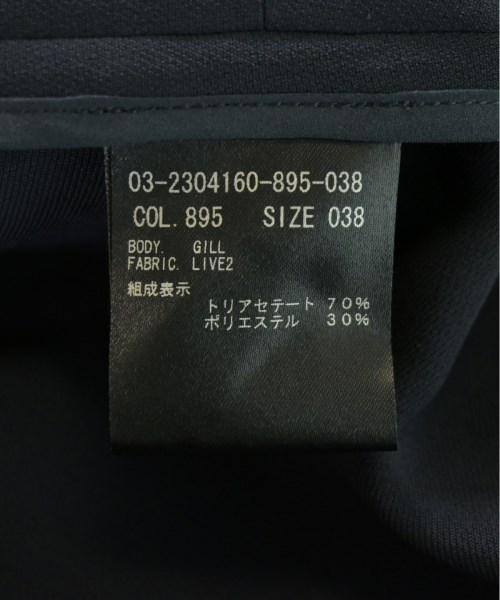 03-2304160-895-038
COL. 895 SIZE 038
BODY. GILL
FABRIC. LIVE2
組成表示
トリアセテート 70%
ポリエステル 30%